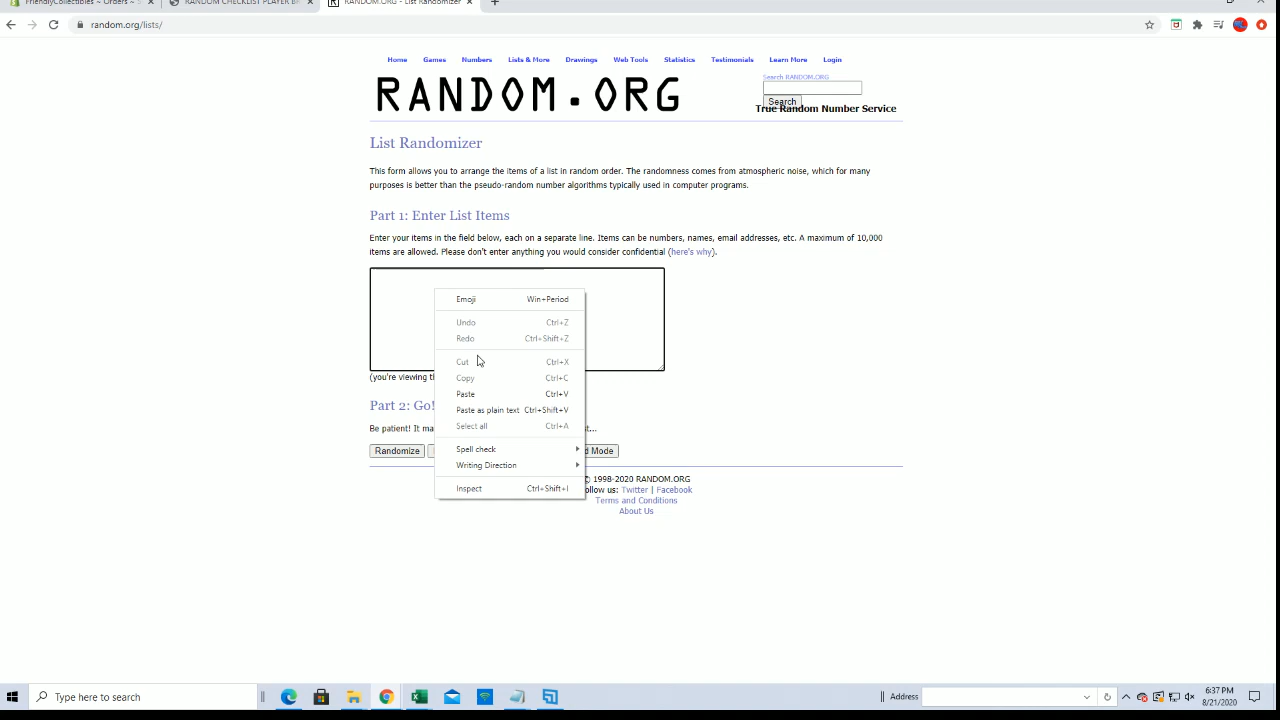 FriendlyCollectibles ~ Orders ~ S
RANDOM CHECKLIST PLAYER B
RANDOM.ORG - List Randomizer
random.org/lists/
Home Games Numbers Lists & More Drawings Web Tools Statistics Testimonials Learn More Login
RANDOM.ORG
Search RANDOM.ORG
Search
True Random Number Service
List Randomizer
This form allows you to arrange the items of a list in random order. The randomness comes from atmospheric noise, which for many
purposes is better than the pseudo-random number algorithms typically used in computer programs.
Part 1: Enter List Items
Enter your items in the field below, each on a separate line. Items can be numbers, names, email addresses, etc. A maximum of 10,000
items are allowed. Please don't enter anything you would consider confidential (here's why).
Emoji Win+Period
Undo Ctrl+Z
Redo Ctrl+Shift+Z
Cut Ctrl+X
Copy Ctrl+C
Paste Ctrl+V
Paste as plain text Ctrl+Shift+V
Select all Ctrl+A
Spell check
Writing Direction
Inspect Ctrl+Shift+I
(you're viewing th
Part 2: Go!
Be patient! It ma t...
Randomize d Mode
© 1998-2020 RANDOM.ORG
ollow us: Twitter | Facebook
Terms and Conditions
About Us
Type here to search
Address
6:37 PM
8/21/2020